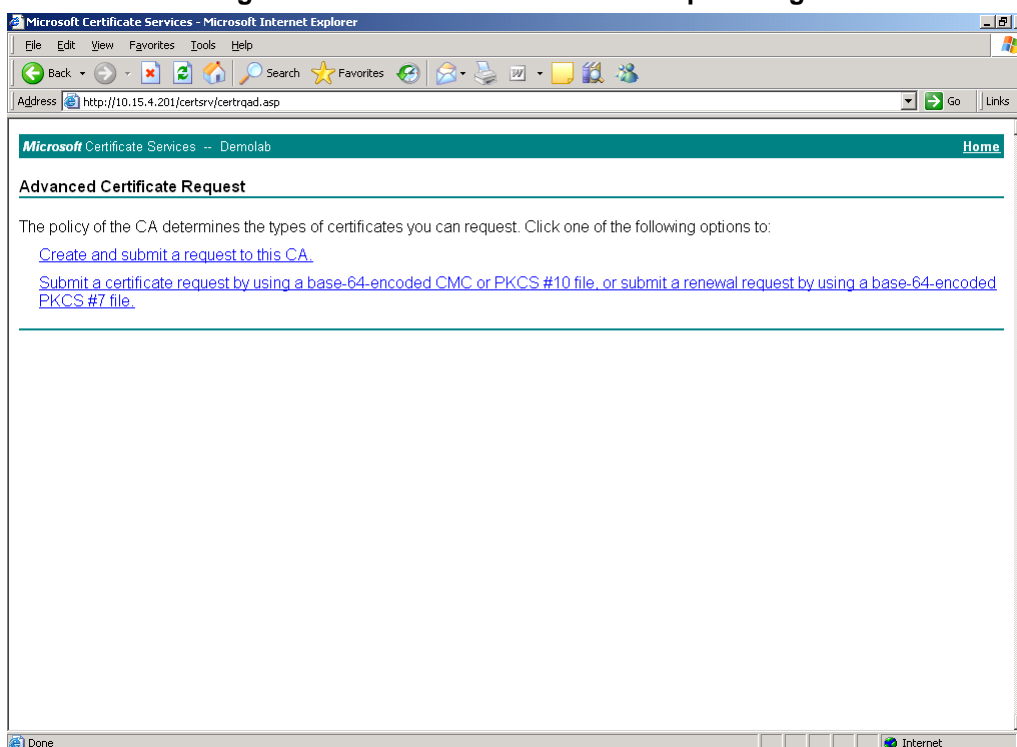 Microsoft Certificate Services - Microsoft Internet Explorer
File Edit View Favorites Tools Help
Back Search Favorites
Address http://10.15.4.201/certsrv/certrqad.asp Go Links
Microsoft Certificate Services -- Demolab Home
Advanced Certificate Request
The policy of the CA determines the types of certificates you can request. Click one of the following options to:
Create and submit a request to this CA.
Submit a certificate request by using a base-64-encoded CMC or PKCS #10 file, or submit a renewal request by using a base-64-encoded
PKCS #7 file.
Done Internet